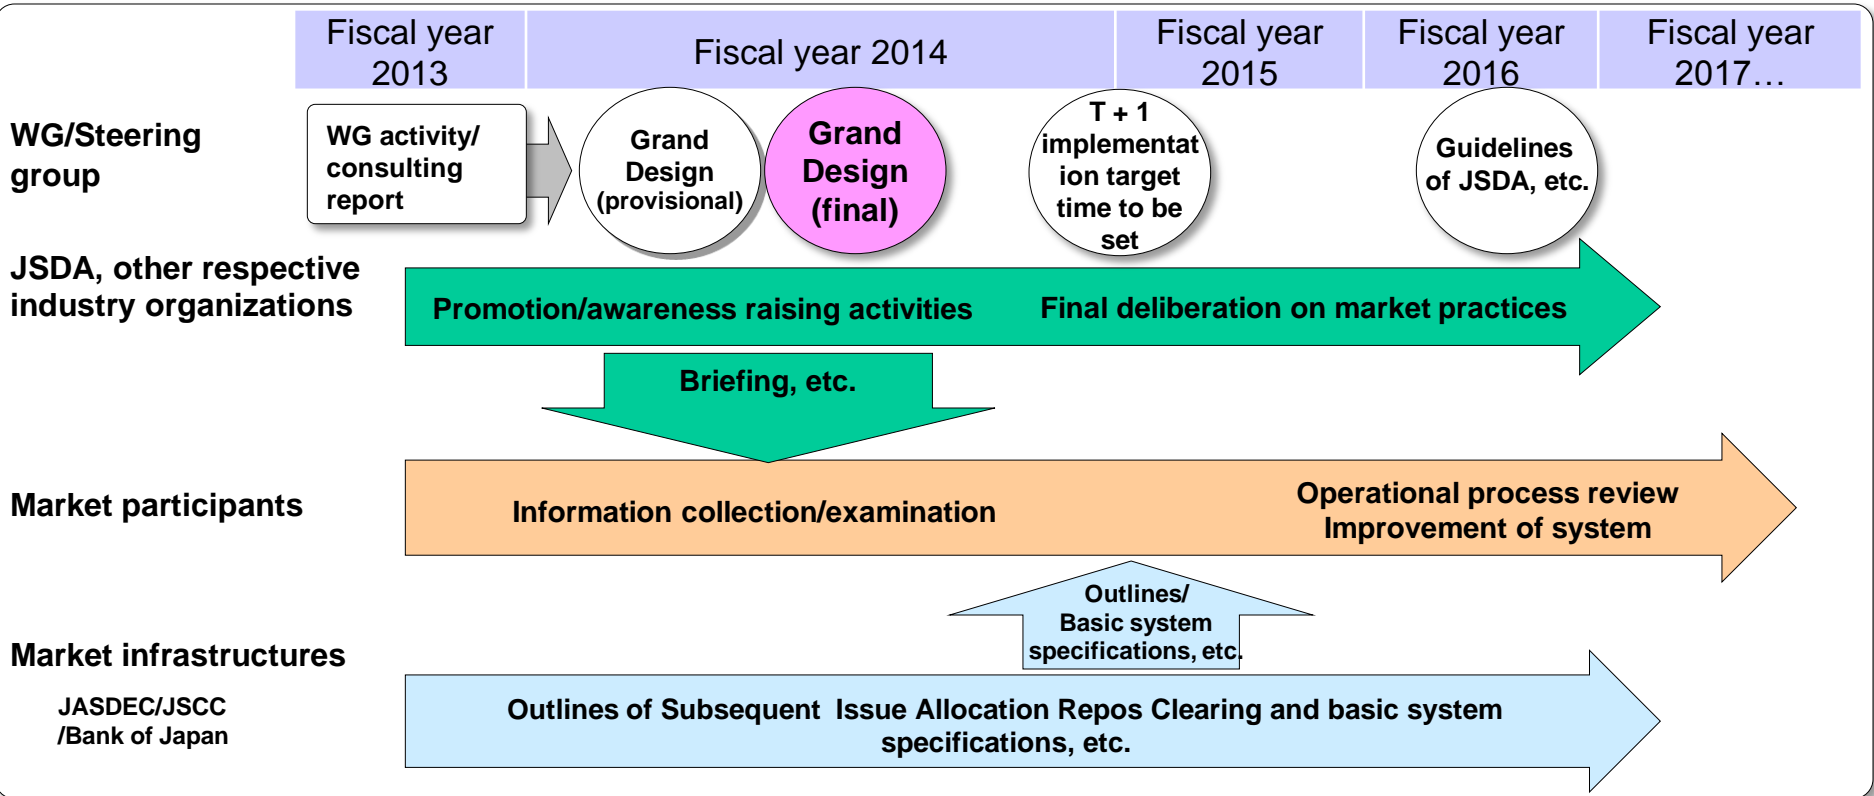 Fiscal year
2013
Fiscal year 2014
Fiscal year
2015
Fiscal year
2016
Fiscal year
2017…
WG/Steering
group
WG activity/
consulting
report
Grand
Design
(provisional)
Grand
Design
(final)
T + 1
implementat
ion target
time to be
set
Guidelines
of JSDA, etc.
JSDA, other respective
industry organizations
Promotion/awareness raising activities
Final deliberation on market practices
Briefing, etc.
Market participants
Information collection/examination
Operational process review
Improvement of system
Outlines/
Basic system
specifications, etc.
Market infrastructures
JASDEC/JSCC
/Bank of Japan
Outlines of Subsequent Issue Allocation Repos Clearing and basic system
specifications, etc.